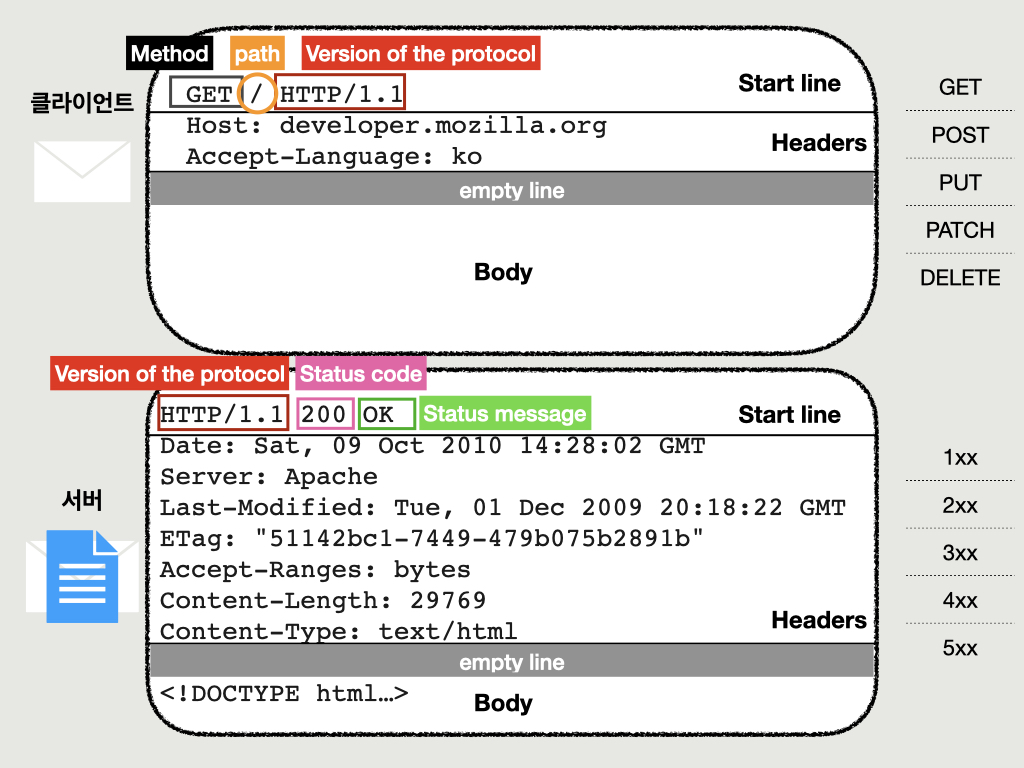 Method path Version of the protocol
클라이언트
GET / HTTP/1.1 Start line
Host: developer.mozilla.org
Accept-Language: ko Headers
empty line
Body
GET
POST
PUT
PATCH
DELETE
Version of the protocol Status code
HTTP/1.1 200 OK Status message Start line
서버
Date: Sat, 09 Oct 2010 14:28:02 GMT
Server: Apache
Last-Modified: Tue, 01 Dec 2009 20:18:22 GMT
ETag: "51142bc1-7449-479b075b2891b"
Accept-Ranges: bytes
Content-Length: 29769
Content-Type: text/html Headers
empty line
<!DOCTYPE html…>
Body
1xx
2xx
3xx
4xx
5xx